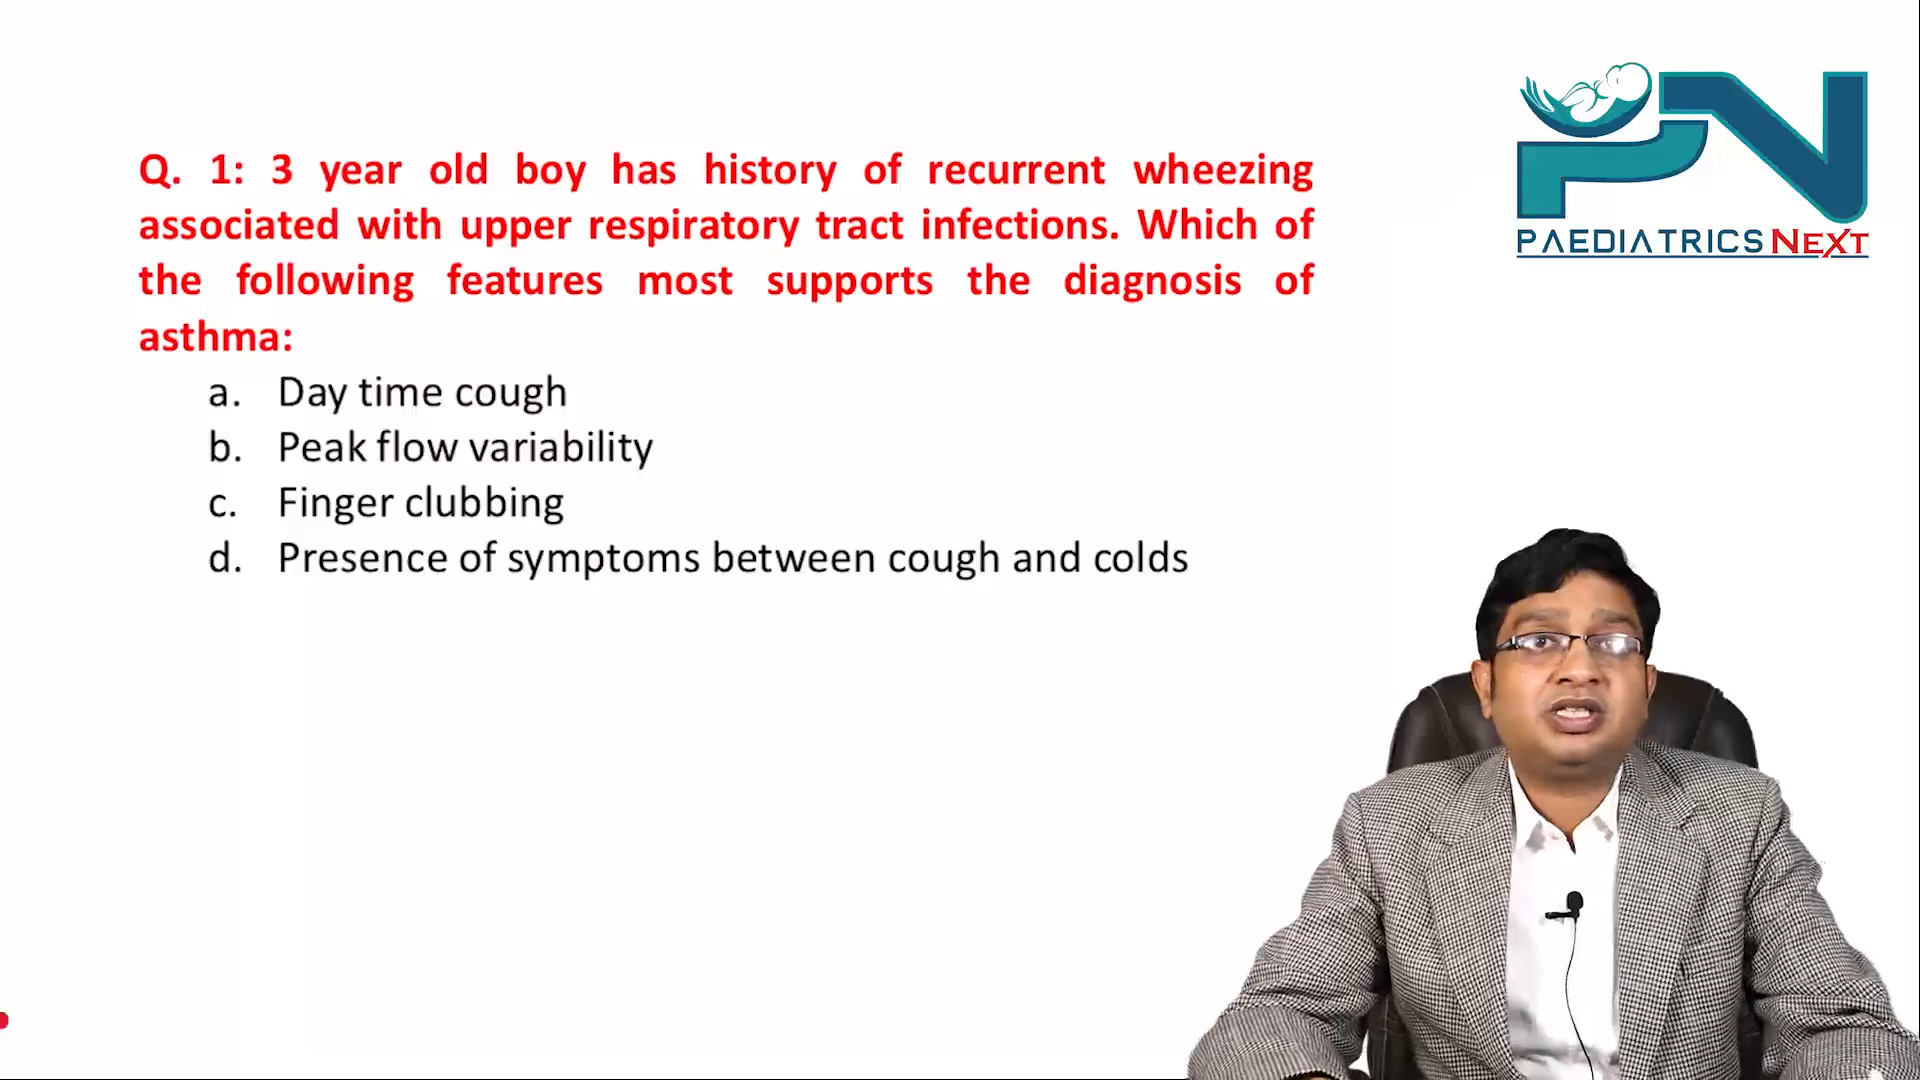 PAEDIATRICS NEXT
Q. 1: 3 year old boy has history of recurrent wheezing
associated with upper respiratory tract infections. Which of
the following features most supports the diagnosis of
asthma:
a. Day time cough
b. Peak flow variability
c. Finger clubbing
d. Presence of symptoms between cough and colds